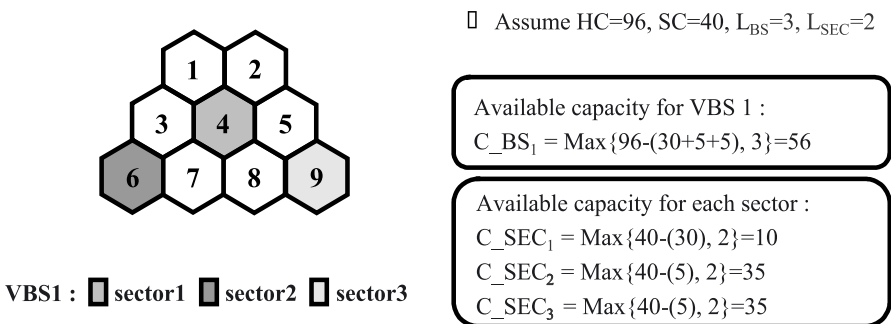 ▯ Assume HC=96, SC=40, L_BS=3, L_SEC=2
1 2
3 4 5
6 7 8 9
Available capacity for VBS 1 :
C_BS₁ = Max{96-(30+5+5), 3}=56
Available capacity for each sector :
C_SEC₁ = Max{40-(30), 2}=10
C_SEC₂ = Max{40-(5), 2}=35
C_SEC₃ = Max{40-(5), 2}=35
VBS1 : sector1 sector2 sector3